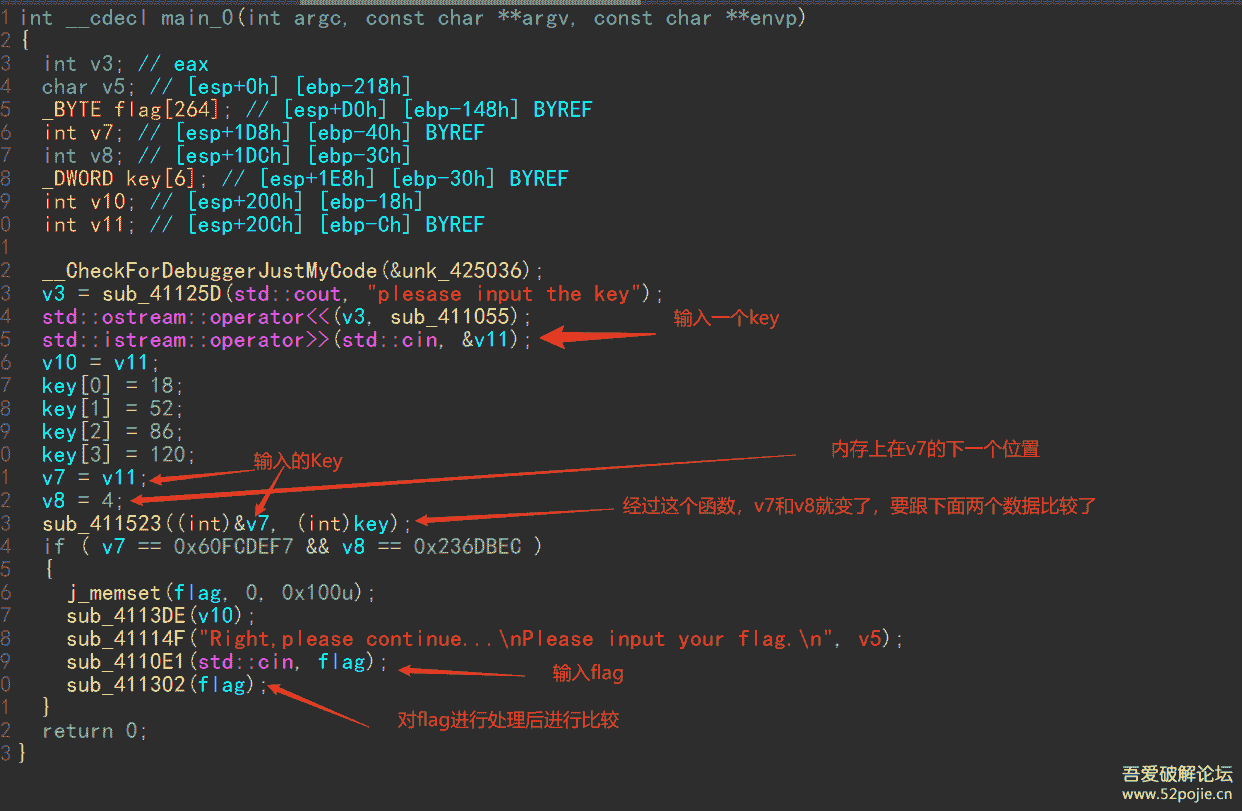 1 int __cdecl main_0(int argc, const char **argv, const char **envp)
2 {
3 int v3; // eax
4 char v5; // [esp+0h] [ebp-218h]
5 _BYTE flag[264]; // [esp+D0h] [ebp-148h] BYREF
6 int v7; // [esp+1D8h] [ebp-40h] BYREF
7 int v8; // [esp+1DCh] [ebp-3Ch]
8 _DWORD key[6]; // [esp+1E8h] [ebp-30h] BYREF
9 int v10; // [esp+200h] [ebp-18h]
0 int v11; // [esp+20Ch] [ebp-Ch] BYREF
1
2 __CheckForDebuggerJustMyCode(&unk_425036);
3 v3 = sub_41125D(std::cout, "plesase input the key");
4 std::ostream::operator<<(v3, sub_411055);
输入一个key
5 std::istream::operator>>(std::cin, &v11);
6 v10 = v11;
7 key[0] = 18;
8 key[1] = 52;
9 key[2] = 86;
内存上在v7的下一个位置
0 key[3] = 120;
输入的Key
1 v7 = v11;
2 v8 = 4;
经过这个函数，v7和v8就变了，要跟下面两个数据比较了
3 sub_411523((int)&v7, (int)key);
4 if ( v7 == 0x60FCDEF7 && v8 == 0x236DBEC )
5 {
6 j_memset(flag, 0, 0x100u);
7 sub_4113DE(v10);
8 sub_41114F("Right,please continue...\nPlease input your flag.\n", v5);
9 sub_4110E1(std::cin, flag);
输入flag
0 sub_411302(flag);
1 }
对flag进行处理后进行比较
2 return 0;
3 }
吾爱破解论坛
www.52pojie.cn